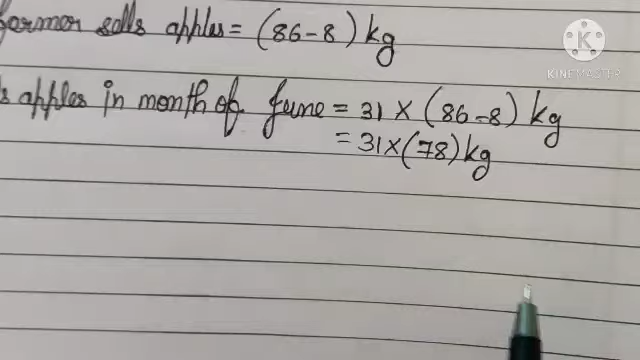 farmer sells apples = (86-8) kg
K
KINEMASTER
apples in month of June = 31 × (86-8) kg
= 31×(78) kg